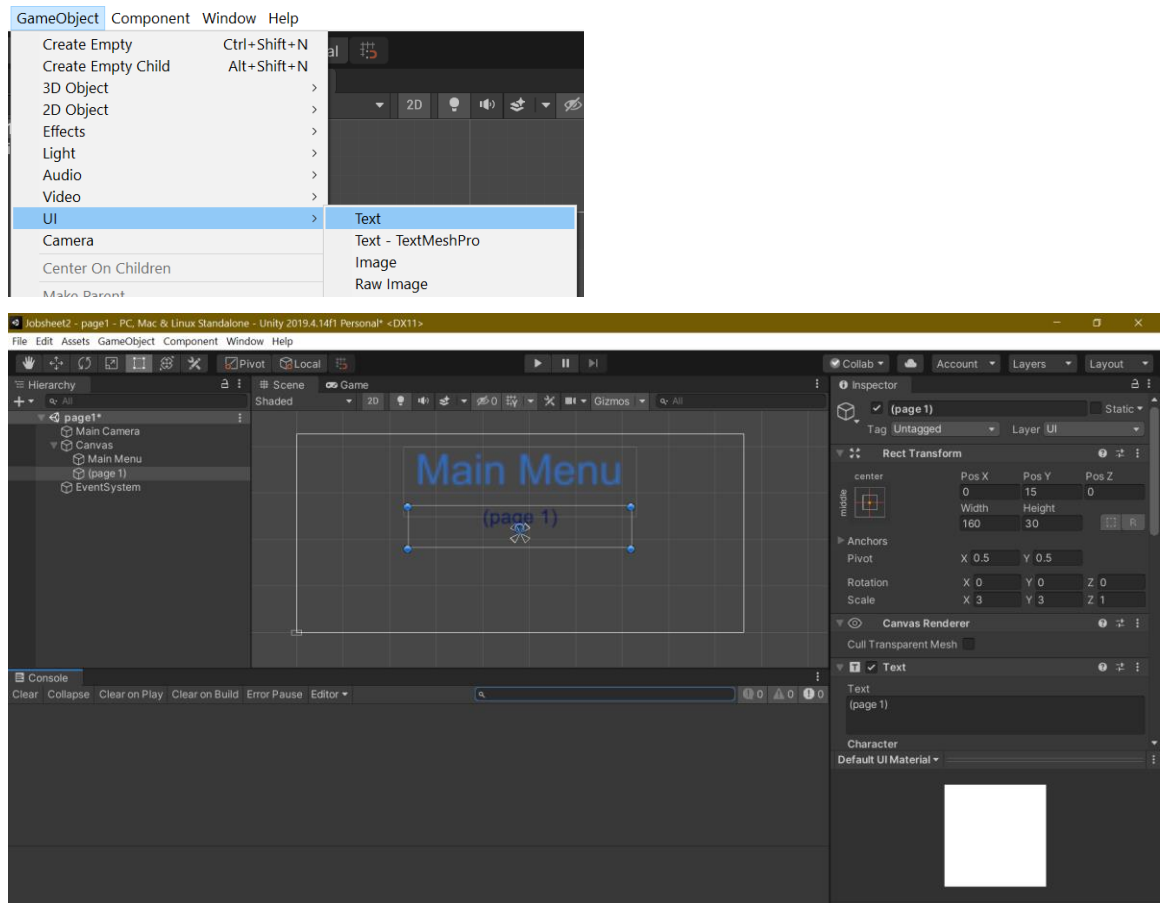 GameObject Component Window Help
Create Empty Ctrl+Shift+N
Create Empty Child Alt+Shift+N
3D Object
2D Object
Effects
Light
Audio
Video
UI
Camera
Center On Children
Make Parent
al
2D
Text
Text - TextMeshPro
Image
Raw Image
Jobsheet2 - page1 - PC, Mac & Linux Standalone - Unity 2019.4.14f1 Personal* <DX11>
File Edit Assets GameObject Component Window Help
Pivot Local Collab Account Layers Layout
Hierarchy
All
page1*
Main Camera
Canvas
Main Menu
(page 1)
EventSystem
Scene Game
Shaded 2D 0 Gizmos All
Main Menu
(page 1)
Inspector
(page 1) Static
Tag Untagged Layer UI
Rect Transform
center Pos X Pos Y Pos Z
middle 0 15 0
Width Height
160 30 R
Anchors
Pivot X 0.5 Y 0.5
Rotation X 0 Y 0 Z 0
Scale X 3 Y 3 Z 1
Canvas Renderer
Cull Transparent Mesh
Text
Text
(page 1)
Character
Default UI Material
Console
Clear Collapse Clear on Play Clear on Build Error Pause Editor 0 0 0